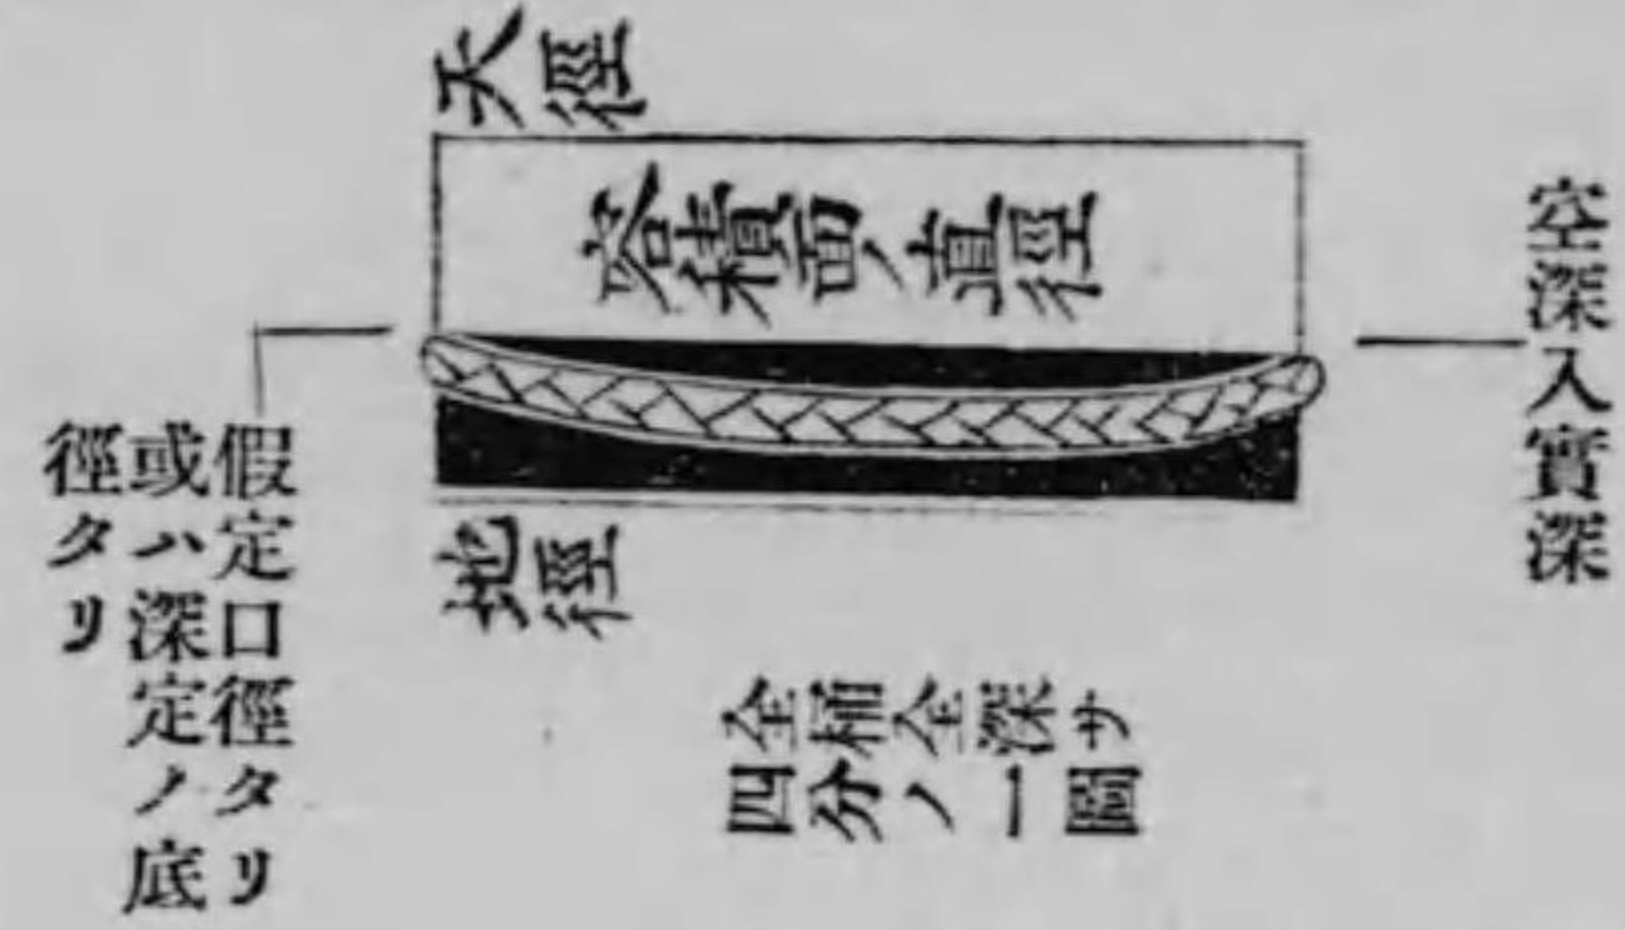 天徑
容積面ノ直徑
空深入實深
假定口徑タリ
或ハ深定ノ底
徑タリ
地徑
全桶全深サ
四分ノ一圖